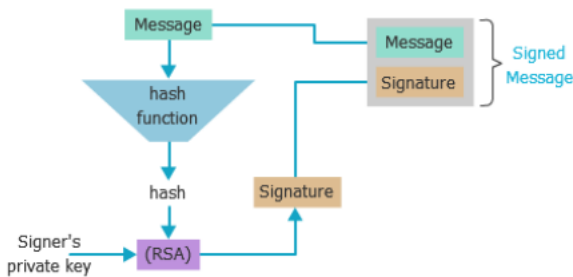 Message
Message
Signed
Message
Signature
hash
function
hash
Signature
Signer's
private key
(RSA)